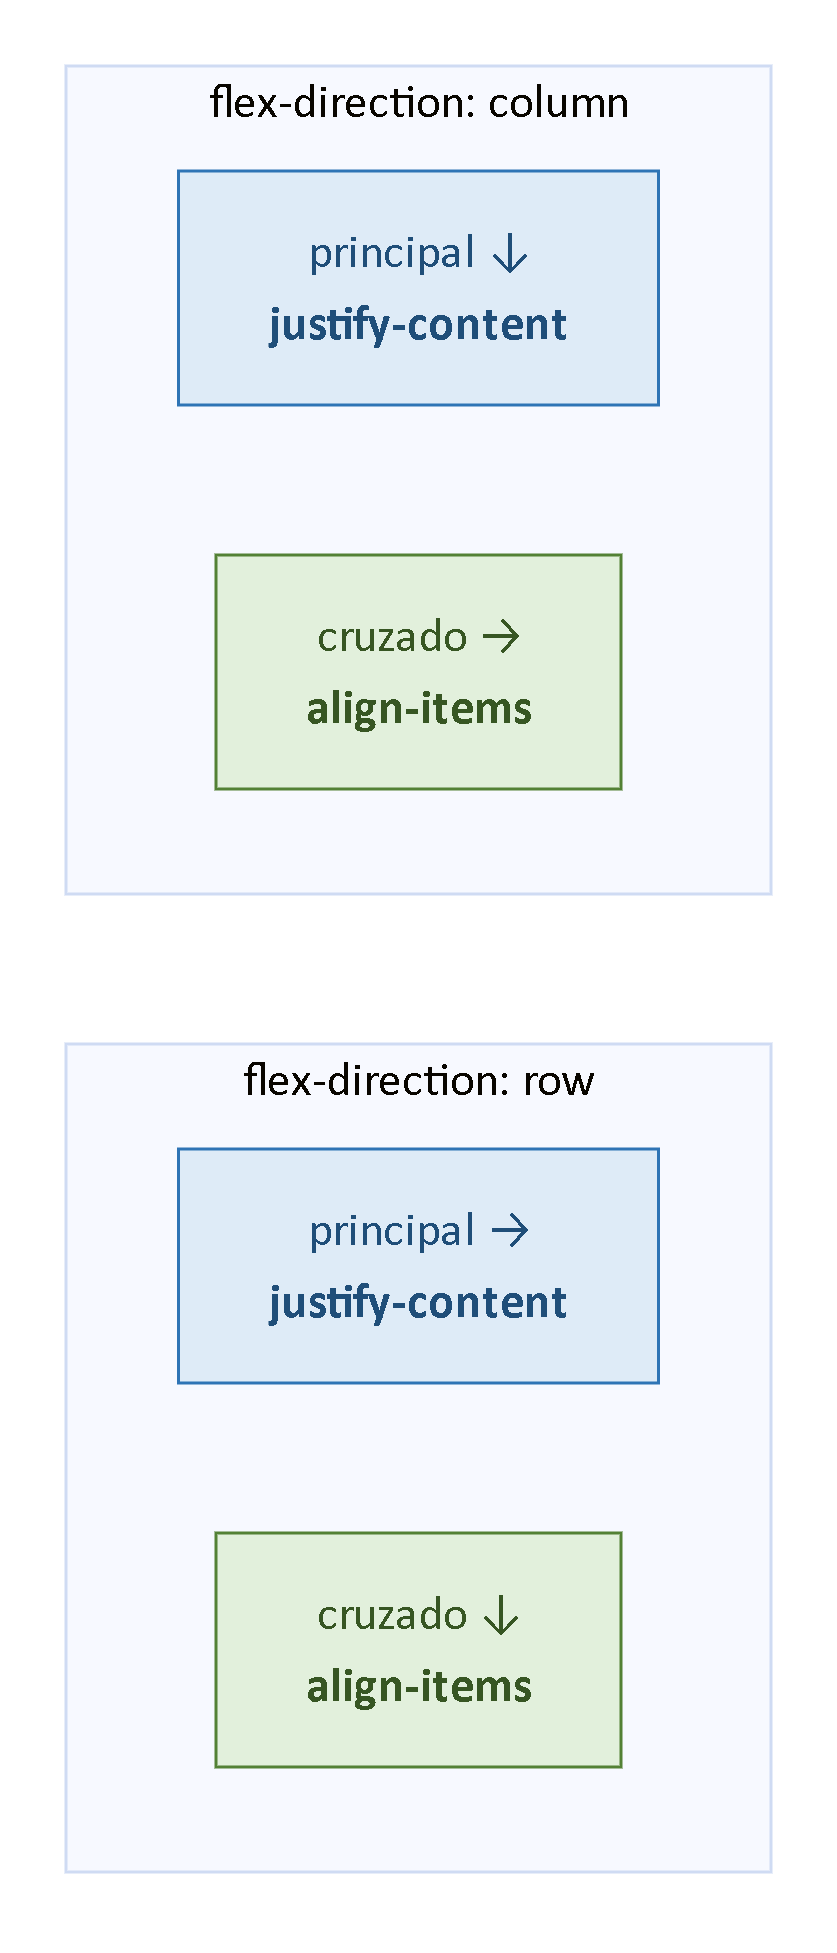 flex-direction: column
principal ↓
justify-content
cruzado →
align-items
flex-direction: row
principal →
justify-content
cruzado ↓
align-items